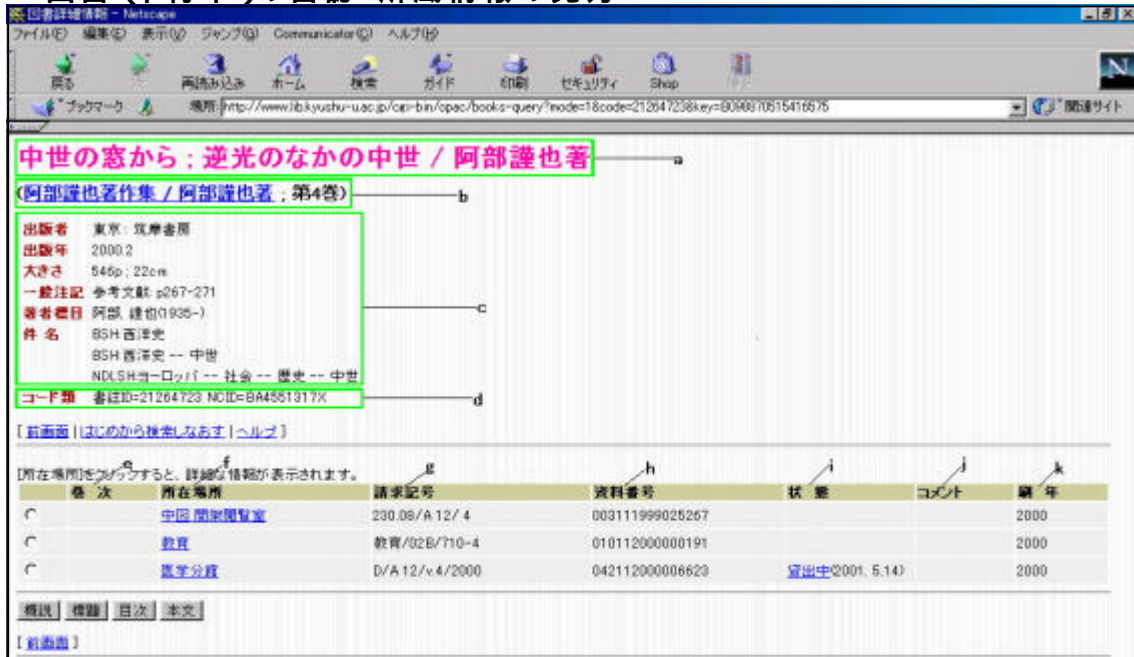 図書詳細情報 - Netscape
ファイル(F) 編集(E) 表示(V) ジャンプ(G) Communicator(C) ヘルプ(H)
戻る 再読み込み ホーム 検索 ガイド 印刷 セキュリティ Shop
ブックマーク 場所: http://www.lib.kyushu-u.ac.jp/cgi-bin/opac/books-query?mode=1&code=21264723&key=B098870615416575 関連サイト
中世の窓から ; 逆光のなかの中世 / 阿部謹也著 a
(阿部謹也著作集 / 阿部謹也著 ; 第4巻) b
出版者 東京 : 筑摩書房
出版年 2000.2
大きさ 546p ; 22cm
一般注記 参考文献: p267-271
著者標目 阿部, 謹也(1935-) c
件 名 BSH:西洋史
BSH:西洋史 -- 中世
NDLSH:ヨーロッパ -- 社会 -- 歴史 -- 中世
コード類 書誌ID=21264723 NCID=BA4551317X d
[ 前画面 | はじめから検索しなおす | ヘルプ ]
[所在場所]をクリックすると、詳細な情報が表示されます。
e f g h i j k
巻 次 所在場所 請求記号 資料番号 状 態 コメント 刷 年
中図 開架閲覧室 230.08/A 12/ 4 003111999025267 2000
教育 教育/02B/710-4 010112000000191 2000
医学分館 D/A 12/v.4/2000 042112000006623 貸出中(2001. 5.14) 2000
概説 標題 目次 本文
[ 前画面 ]